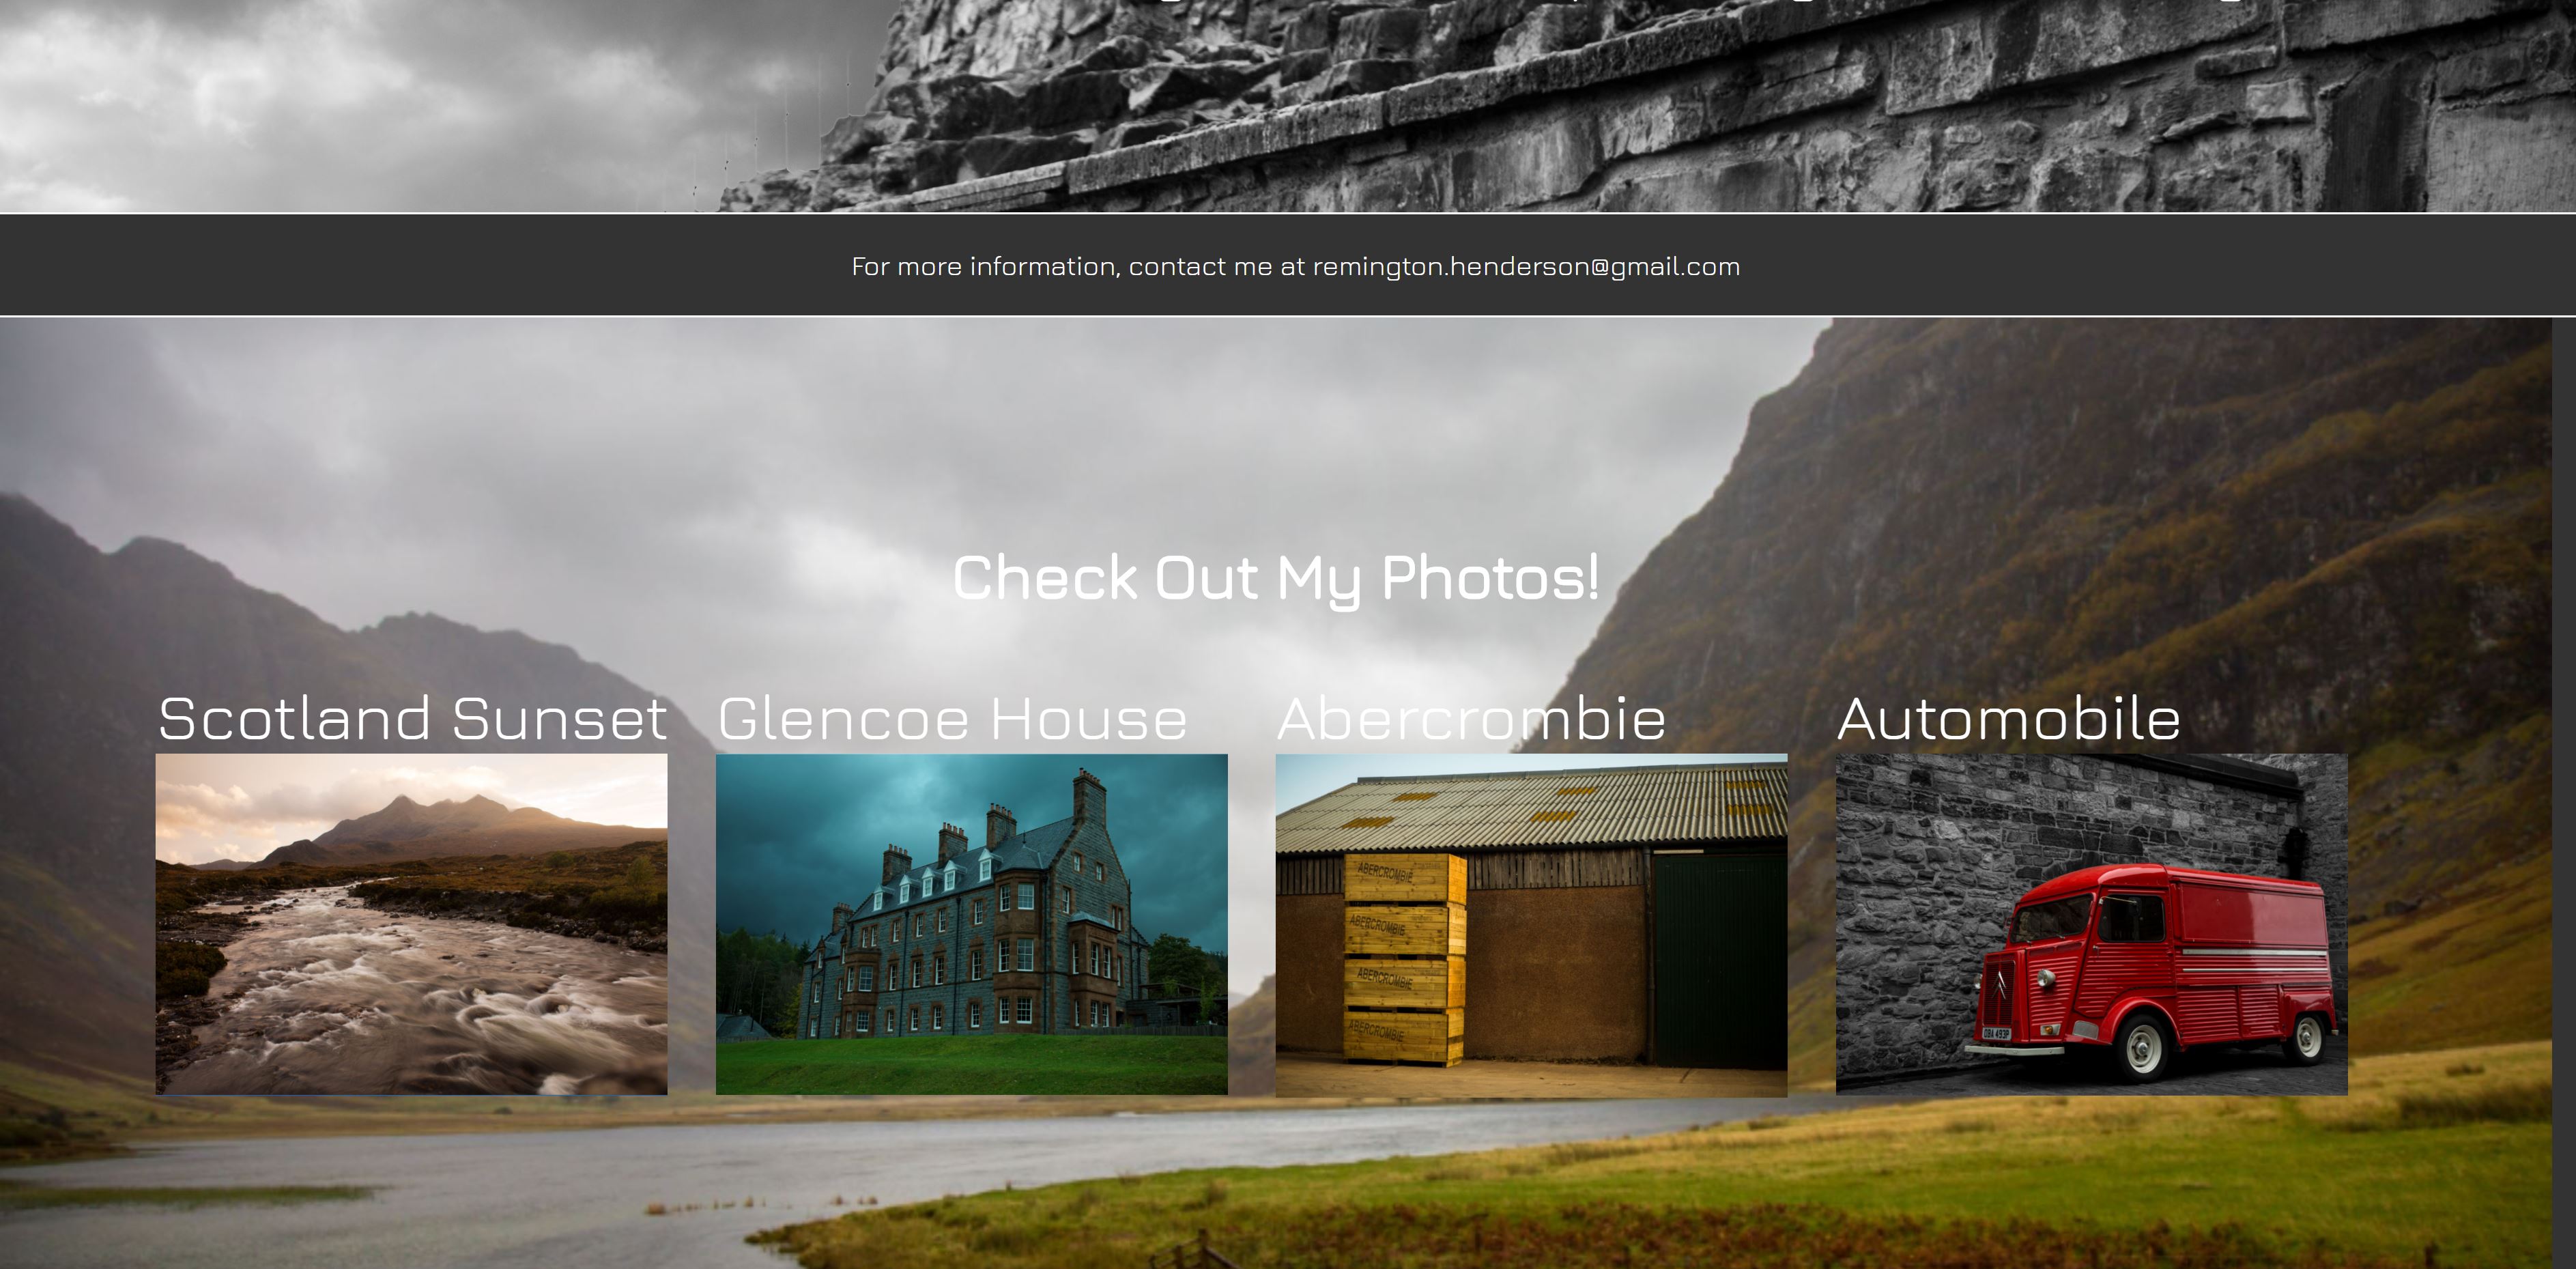 For more information, contact me at remington.henderson@gmail.com
Check Out My Photos!
Scotland Sunset
Glencoe House
Abercrombie
Automobile
ABERCROMBIE
ABERCROMBIE
ABERCROMBIE
ABERCROMBIE